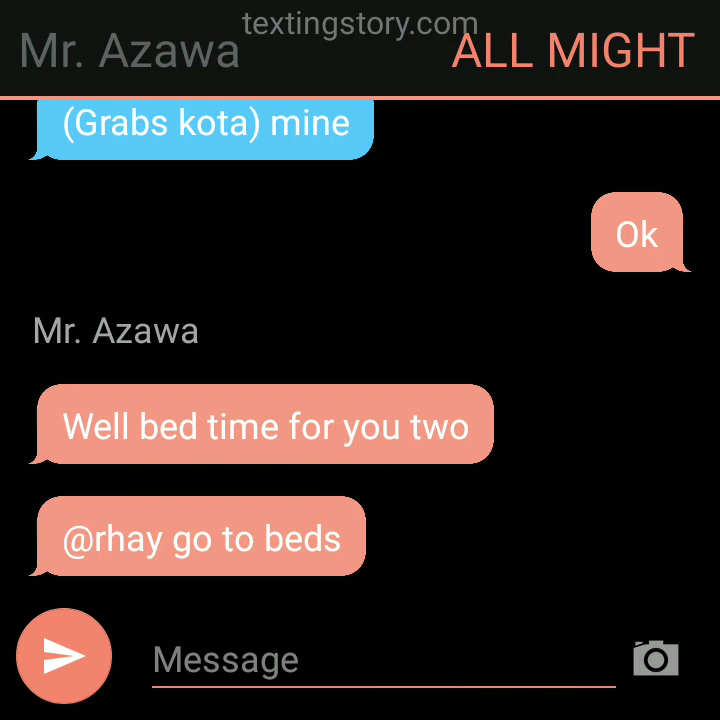 textingstory.com
Mr. Azawa
ALL MIGHT
(Grabs kota) mine
Ok
Mr. Azawa
Well bed time for you two
@rhay go to beds
Message